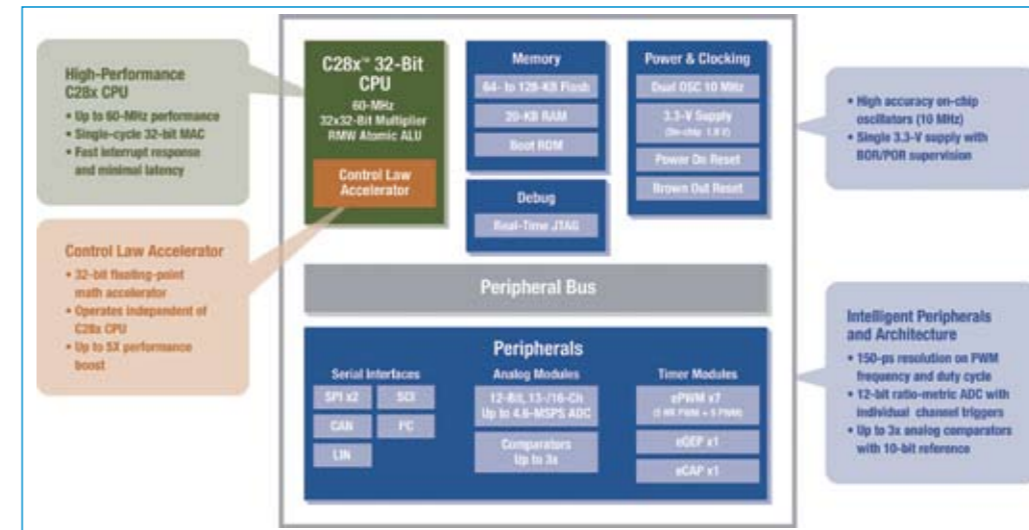 High-Performance
C28x CPU
• Up to 60-MHz performance
• Single-cycle 32-bit MAC
• Fast interrupt response
and minimal latency
Control Law Accelerator
• 32-bit floating-point
math accelerator
• Operates independent of
C28x CPU
• Up to 5X performance
boost
C28x™ 32-Bit
CPU
60-MHz
32x32-Bit Multiplier
RMW Atomic ALU
Control Law
Accelerator
Memory
64- to 128-KB Flash
20-KB RAM
Boot ROM
Debug
Real-Time JTAG
Power & Clocking
Dual OSC 10 MHz
3.3-V Supply
(On-chip 1.8 V)
Power On Reset
Brown Out Reset
• High accuracy on-chip
oscillators (10 MHz)
• Single 3.3-V supply with
BOR/POR supervision
Peripheral Bus
Peripherals
Serial Interfaces
SPI x2
SCI
CAN
I²C
LIN
Analog Modules
12-Bit, 13-/16-Ch
Up to 4.6-MSPS ADC
Comparators
Up to 3x
Timer Modules
ePWM x7
eQEP x1
eCAP x1
Intelligent Peripherals
and Architecture
• 150-ps resolution on PWM
frequency and duty cycle
• 12-bit ratio-metric ADC with
individual channel triggers
• Up to 3x analog comparators
with 10-bit reference